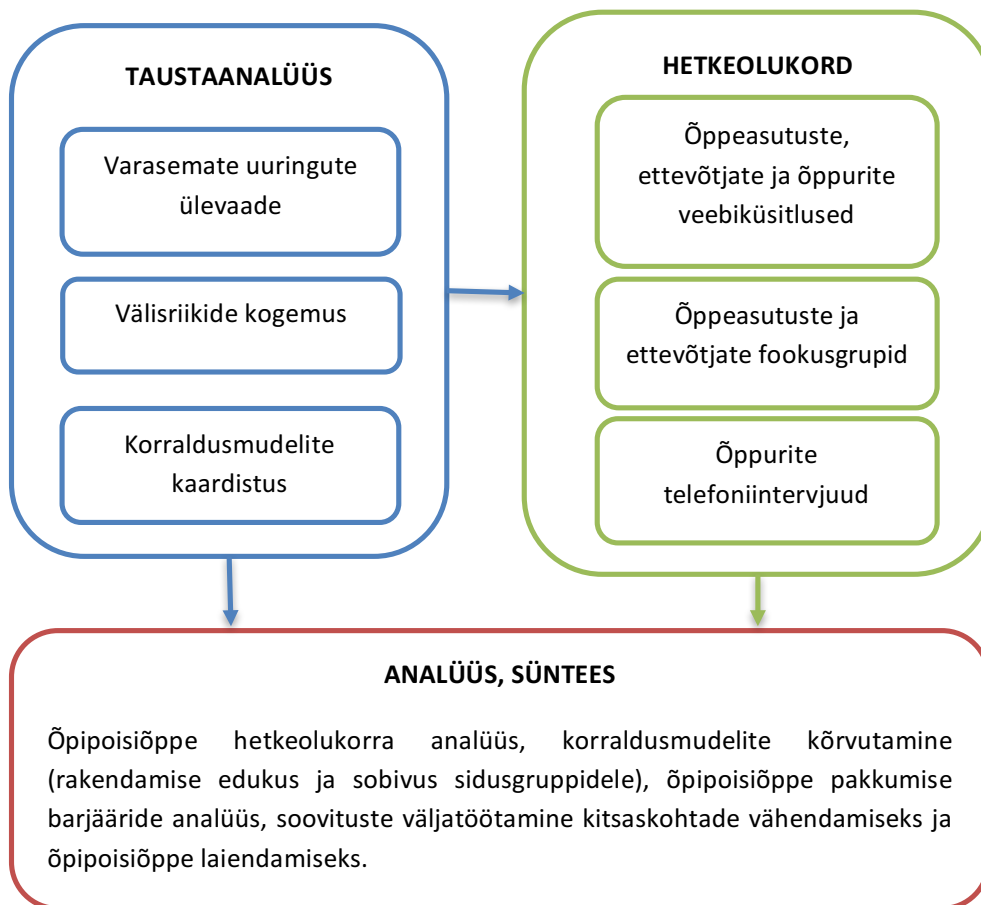 TAUSTAANALÜÜS
Varasemate uuringute
ülevaade
Välisriikide kogemus
Korraldusmudelite
kaardistus
HETKEOLUKORD
Õppeasutuste,
ettevõtjate ja õppurite
veebiküsitlused
Õppeasutuste ja
ettevõtjate fookusgrupid
Õppurite
telefoniintervjuud
ANALÜÜS, SÜNTEES
Õpipoisiõppe hetkeolukorra analüüs, korraldusmudelite kõrvutamine
(rakendamise edukus ja sobivus sidusgruppidele), õpipoisiõppe pakkumise
barjääride analüüs, soovituste väljatöötamine kitsaskohtade vähendamiseks ja
õpipoisiõppe laiendamiseks.